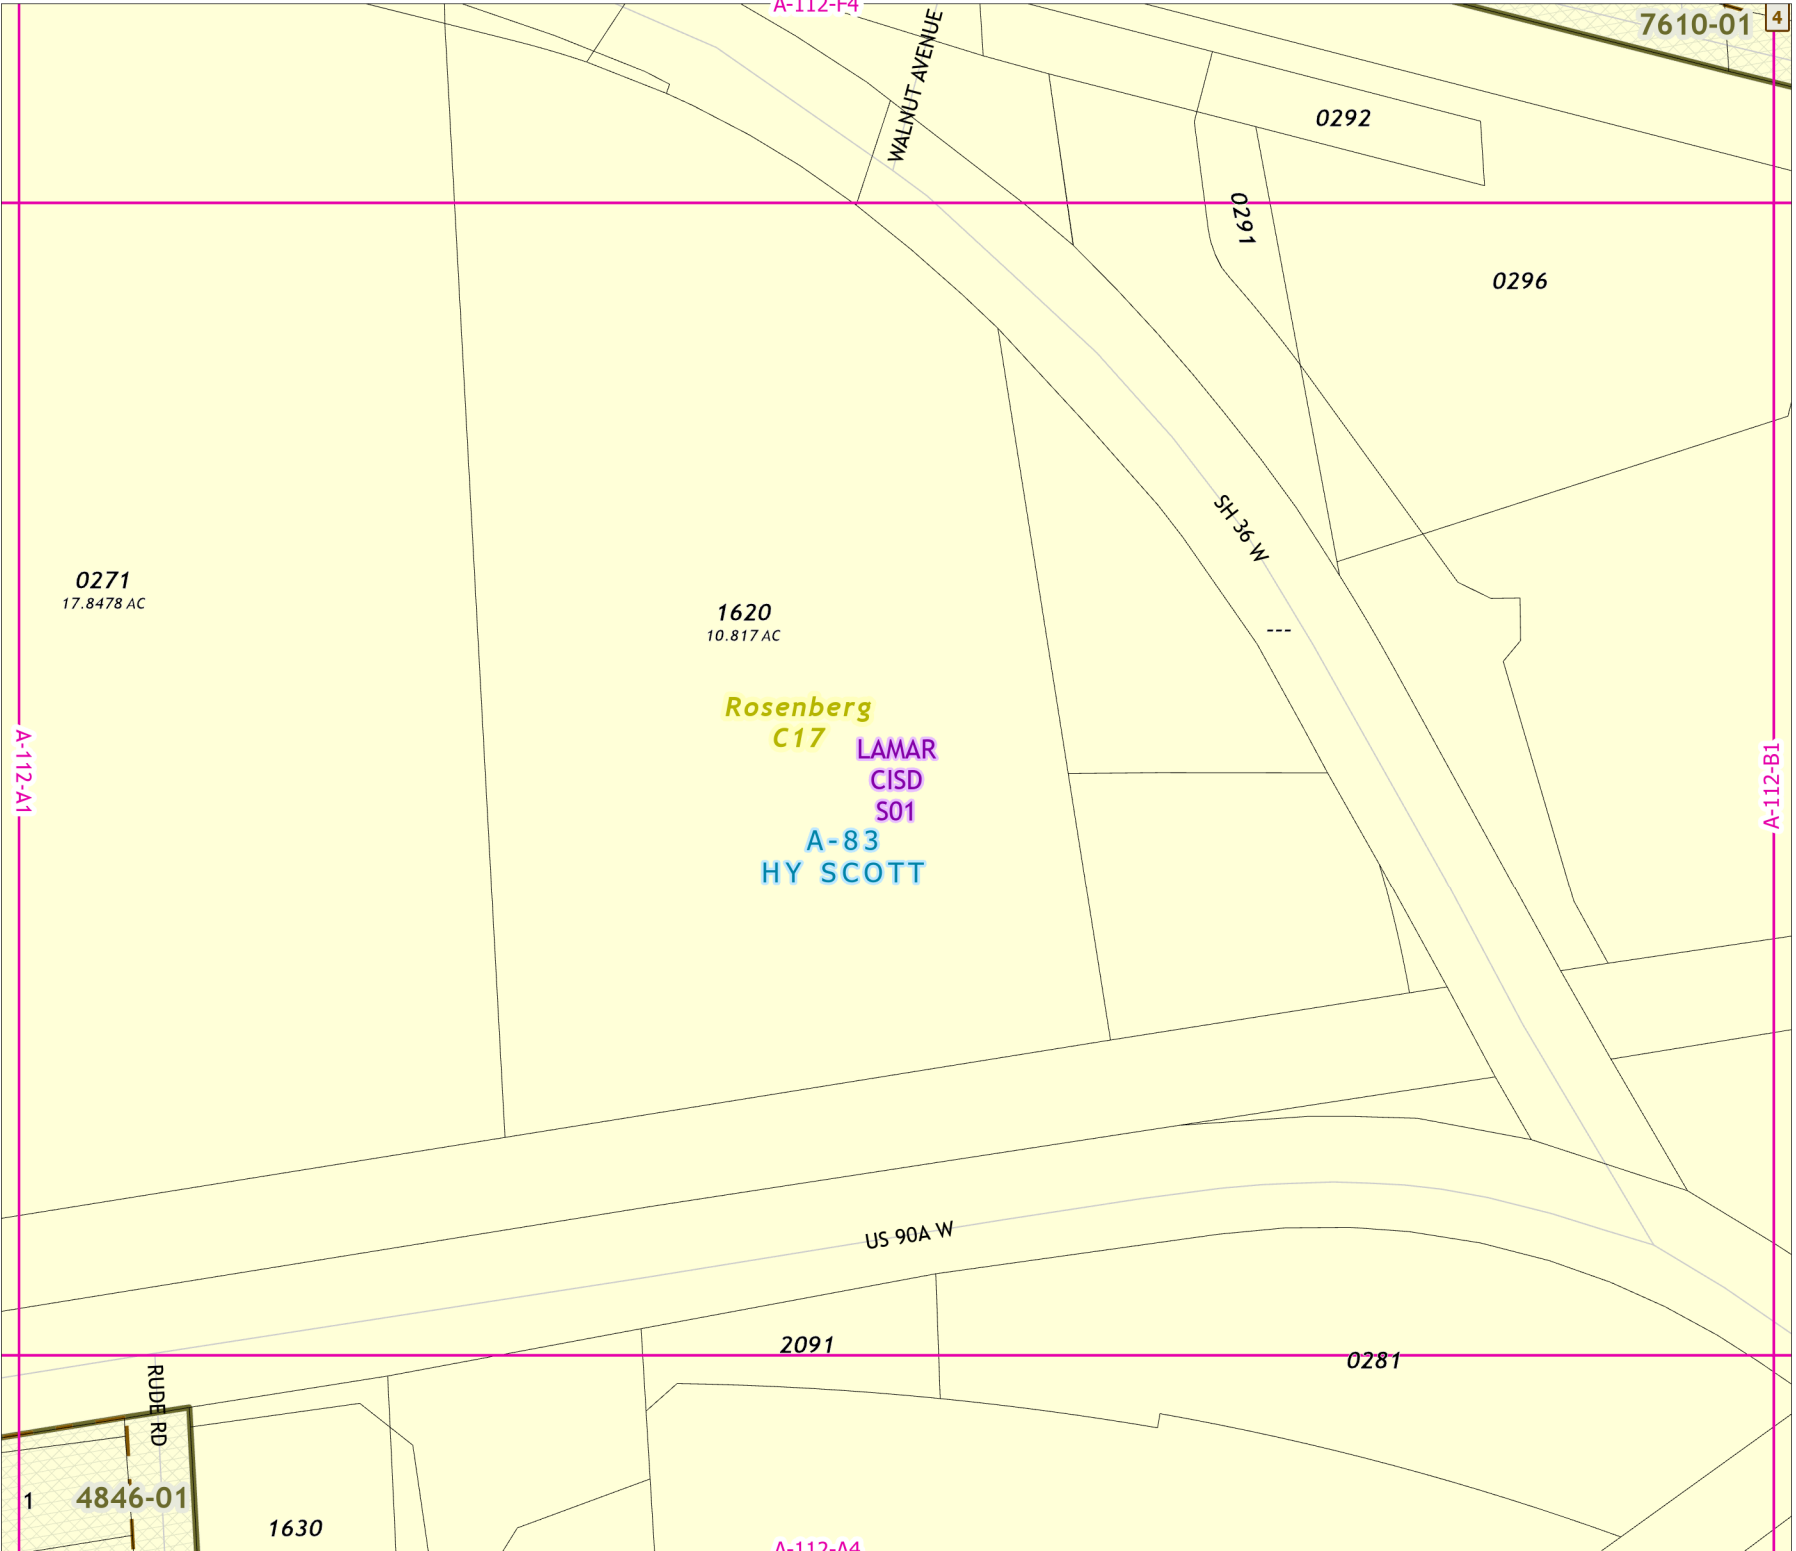 A-112-F4
7610-01
4
WALNUT AVENUE
0292
0291
0296
SH 36 W
0271
17.8478 AC
1620
10.817 AC
---
Rosenberg
C17
LAMAR
CISD
S01
A-83
HY SCOTT
A-112-A1
A-112-B1
US 90A W
2091
0281
RUDE RD
4846-01
1
1630
A-112-A4